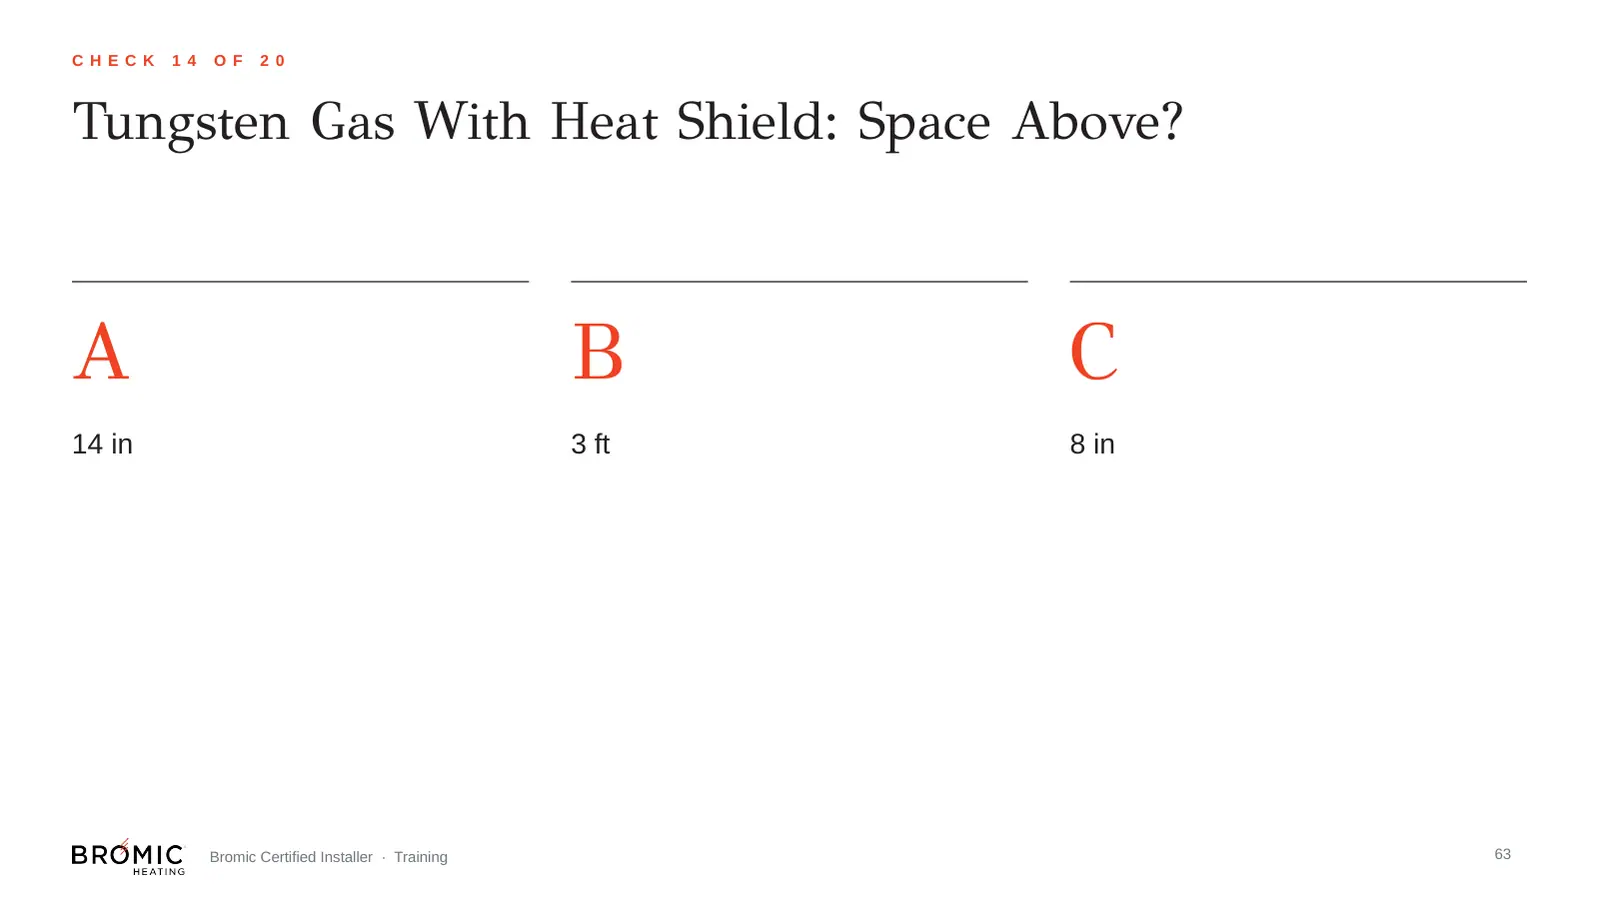 CHECK 14 OF 20
Tungsten Gas With Heat Shield: Space Above?
A
14 in
B
3 ft
C
8 in
BROMIC
HEATING
Bromic Certified Installer · Training
63